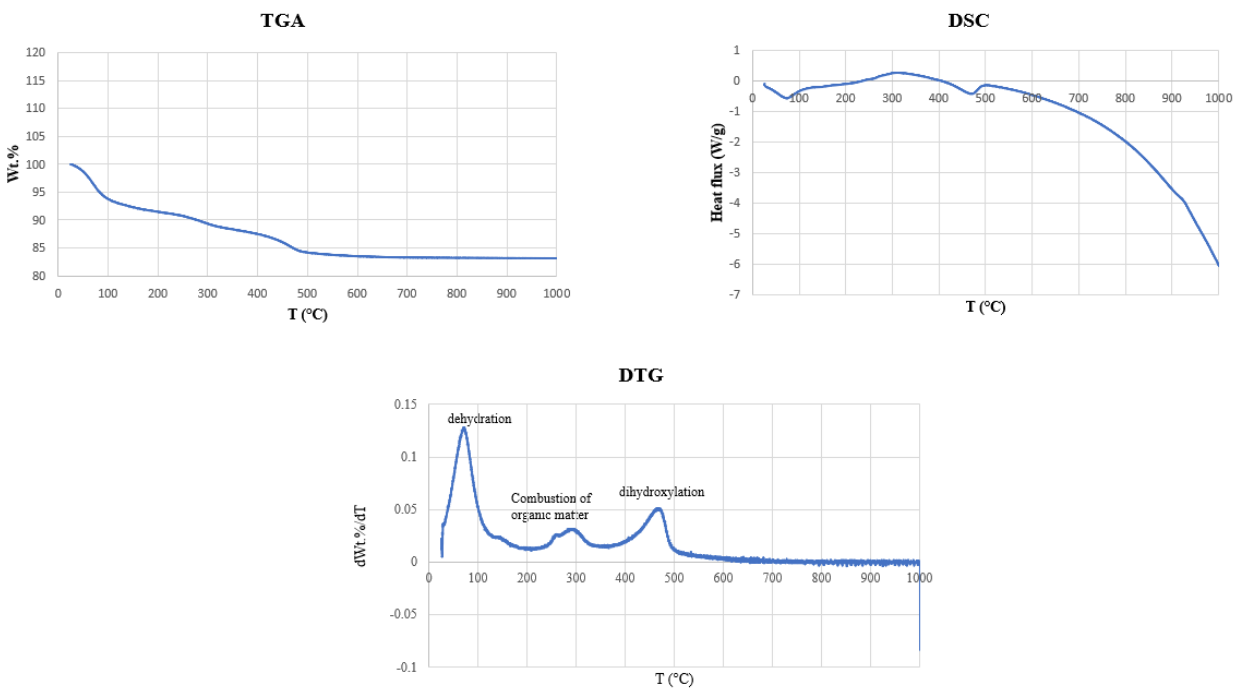 TGA
120
115
110
105
100
95
90
85
80
Wt.%
0 100 200 300 400 500 600 700 800 900 1000
T (°C)
DSC
1
0
-1
-2
-3
-4
-5
-6
-7
Heat flux (W/g)
0 100 200 300 400 500 600 700 800 900 1000
T (°C)
DTG
0.15
0.1
0.05
0
-0.05
-0.1
dWt.%/dT
dehydration
Combustion of
organic matter
dihydroxylation
0 100 200 300 400 500 600 700 800 900 1000
T (°C)